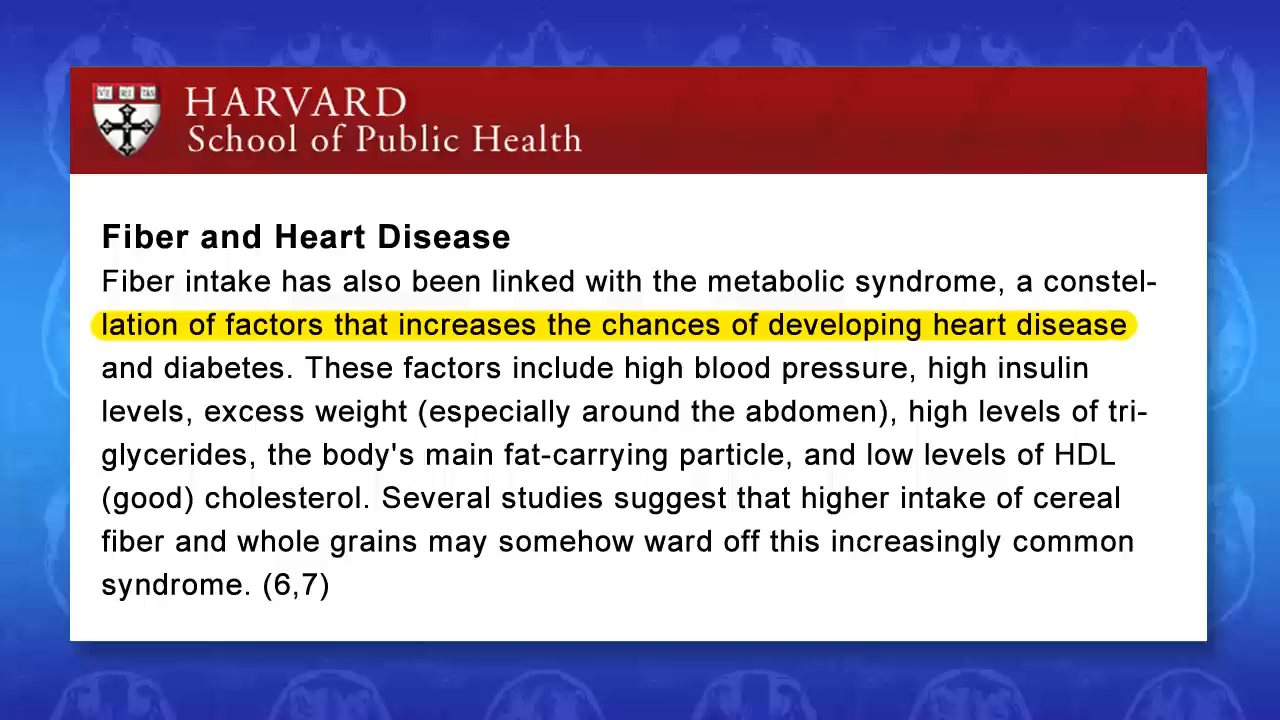 VE RI TAS
HARVARD
School of Public Health
Fiber and Heart Disease
Fiber intake has also been linked with the metabolic syndrome, a constel-
lation of factors that increases the chances of developing heart disease
and diabetes. These factors include high blood pressure, high insulin
levels, excess weight (especially around the abdomen), high levels of tri-
glycerides, the body's main fat-carrying particle, and low levels of HDL
(good) cholesterol. Several studies suggest that higher intake of cereal
fiber and whole grains may somehow ward off this increasingly common
syndrome. (6,7)